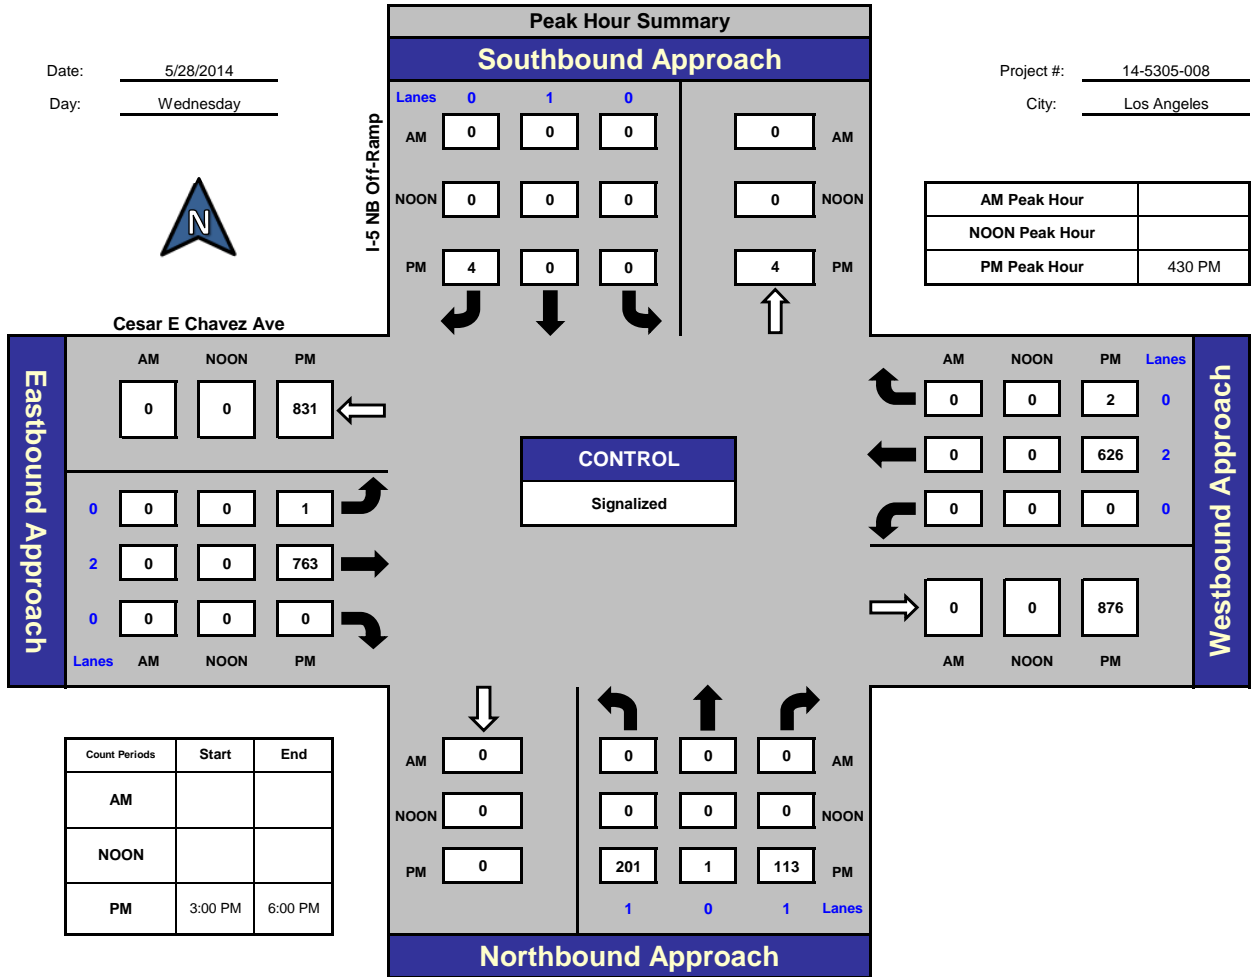 Peak Hour Summary
Southbound Approach
Date: 5/28/2014
Day: Wednesday
Project #: 14-5305-008
City: Los Angeles
N
I-5 NB Off-Ramp
Lanes 0 1 0
AM 0 0 0 0 AM
NOON 0 0 0 0 NOON
PM 4 0 0 4 PM
AM Peak Hour
NOON Peak Hour
PM Peak Hour 430 PM
Cesar E Chavez Ave
Eastbound Approach
AM NOON PM
0 0 831
0 0 0 1
2 0 0 763
0 0 0 0
Lanes AM NOON PM
CONTROL
Signalized
AM NOON PM Lanes
0 0 2 0
0 0 626 2
0 0 0 0
0 0 876
AM NOON PM
Westbound Approach
Count Periods Start End
AM
NOON
PM 3:00 PM 6:00 PM
AM 0 0 0 0 AM
NOON 0 0 0 0 NOON
PM 0 201 1 113 PM
1 0 1 Lanes
Northbound Approach